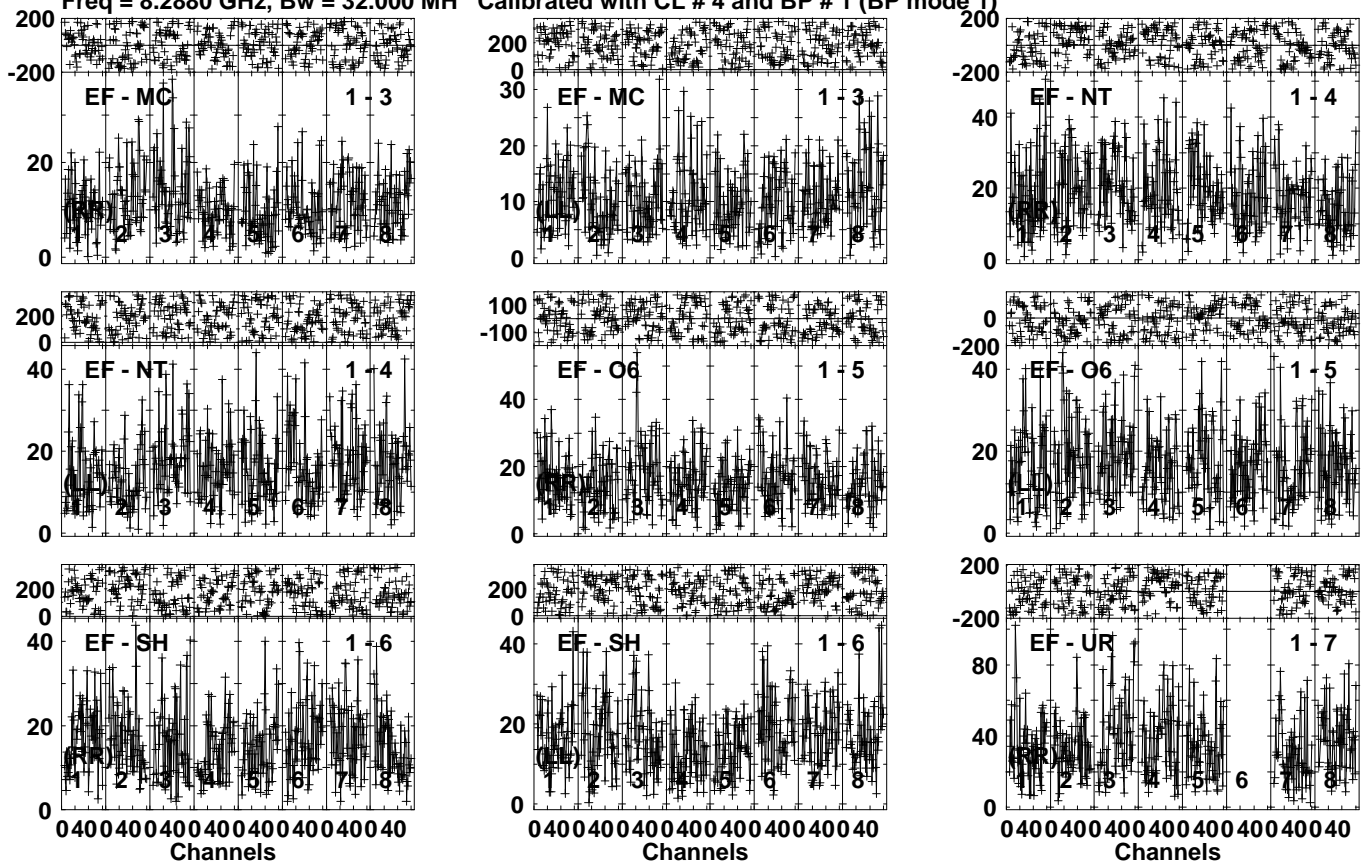 Freq = 8.2880 GHz, Bw = 32.000 MH Calibrated with CL # 4 and BP # 1 (BP mode 1)
200
0
-200
EF - MC 1 - 3
20
0
(RR)
1 2 3 4 5 6 7 8
200
0
EF - MC 1 - 3
30
20
10
0
(LL)
1 2 3 4 5 6 7 8
200
0
-200
EF - NT 1 - 4
40
20
0
(RR)
1 2 3 4 5 6 7 8
200
0
EF - NT 1 - 4
40
20
0
(LL)
1 2 3 4 5 6 7 8
100
-100
EF - O6 1 - 5
40
20
0
(RR)
1 2 3 4 5 6 7 8
0
-200
EF - O6 1 - 5
40
20
0
(LL)
1 2 3 4 5 6 7 8
200
0
EF - SH 1 - 6
40
20
0
(RR)
1 2 3 4 5 6 7 8
0 40 0 40 0 40 0 40 0 40 0 40 0 40 0 40
Channels
200
0
EF - SH 1 - 6
40
20
0
(LL)
1 2 3 4 5 6 7 8
0 40 0 40 0 40 0 40 0 40 0 40 0 40 0 40
Channels
200
0
-200
EF - UR 1 - 7
80
40
0
(RR)
1 2 3 4 5 6 7 8
0 40 0 40 0 40 0 40 0 40 0 40 0 40 0 40
Channels